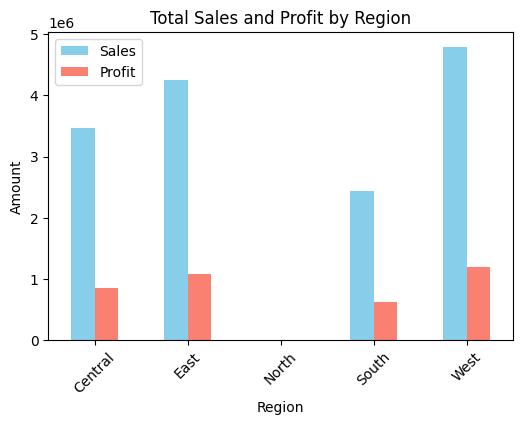 Total Sales and Profit by Region
1e6
Sales
Profit
5
4
3
2
1
0
Amount
Central
East
North
South
West
Region